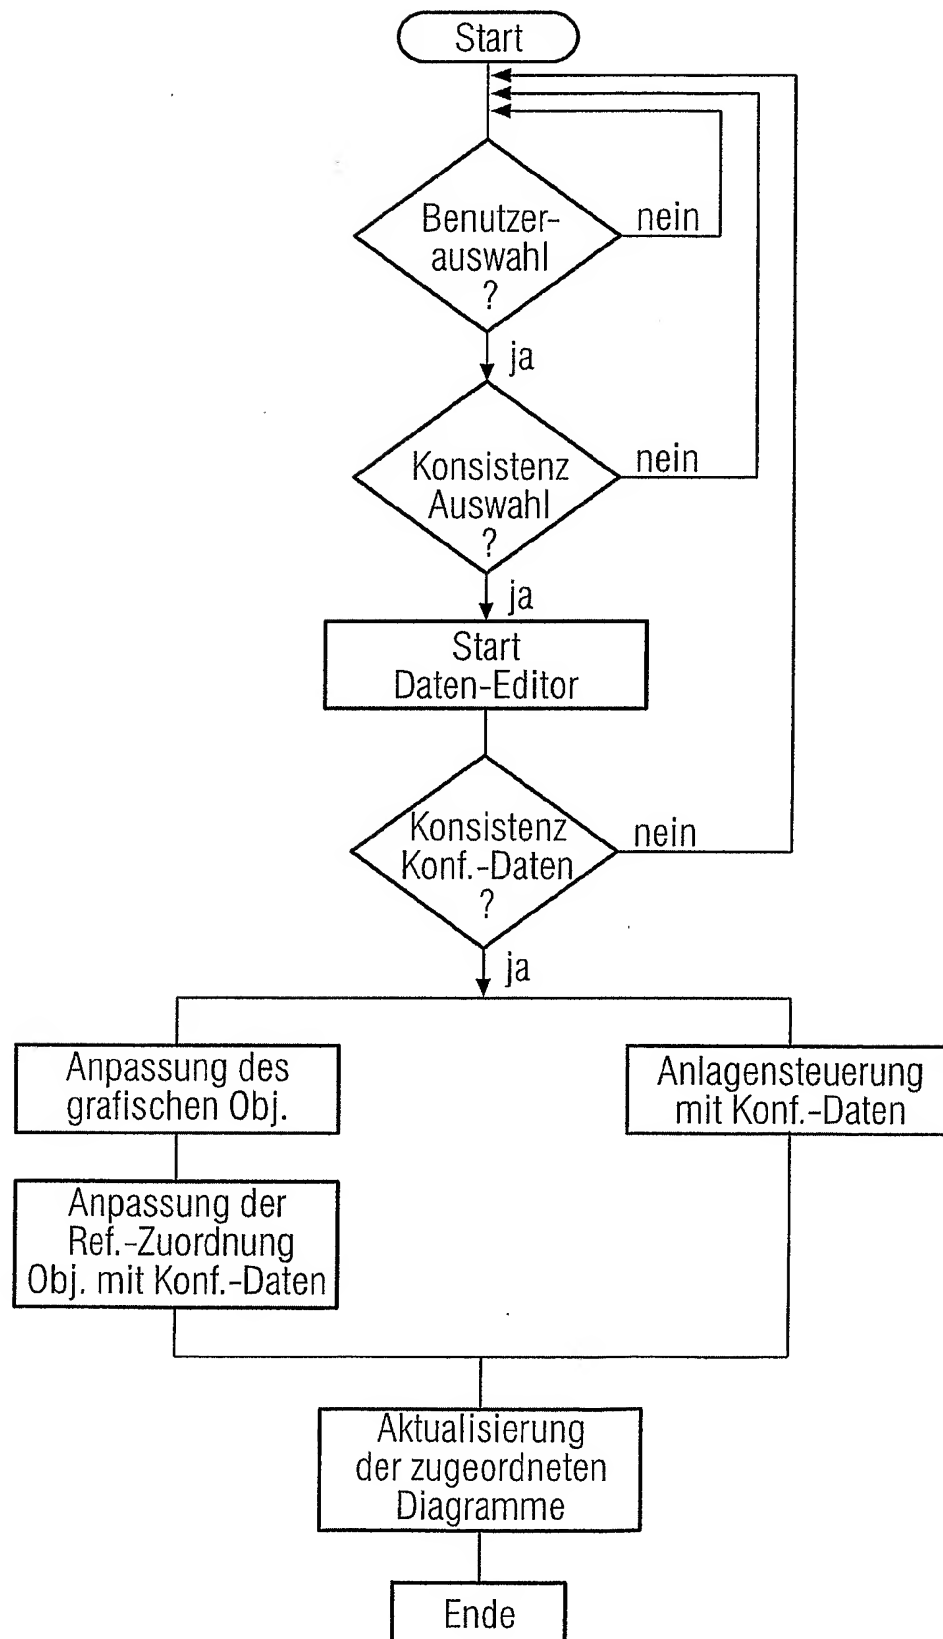 Start
Benutzer-
auswahl
?
nein
ja
Konsistenz
Auswahl
?
nein
ja
Start
Daten-Editor
Konsistenz
Konf.-Daten
?
nein
ja
Anpassung des
grafischen Obj.
Anlagensteuerung
mit Konf.-Daten
Anpassung der
Ref.-Zuordnung
Obj. mit Konf.-Daten
Aktualisierung
der zugeordneten
Diagramme
Ende